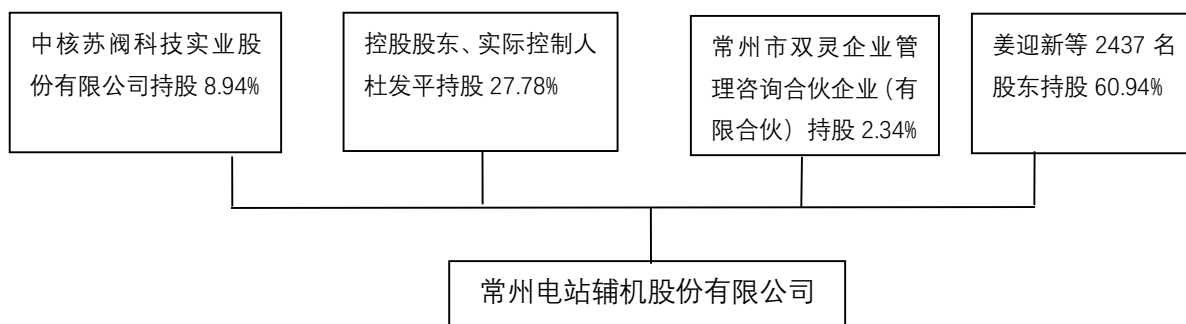 中核苏阀科技实业股
份有限公司持股 8.94%
控股股东、实际控制人
杜发平持股 27.78%
常州市双灵企业管
理咨询合伙企业（有
限合伙）持股 2.34%
姜迎新等 2437 名
股东持股 60.94%
常州电站辅机股份有限公司